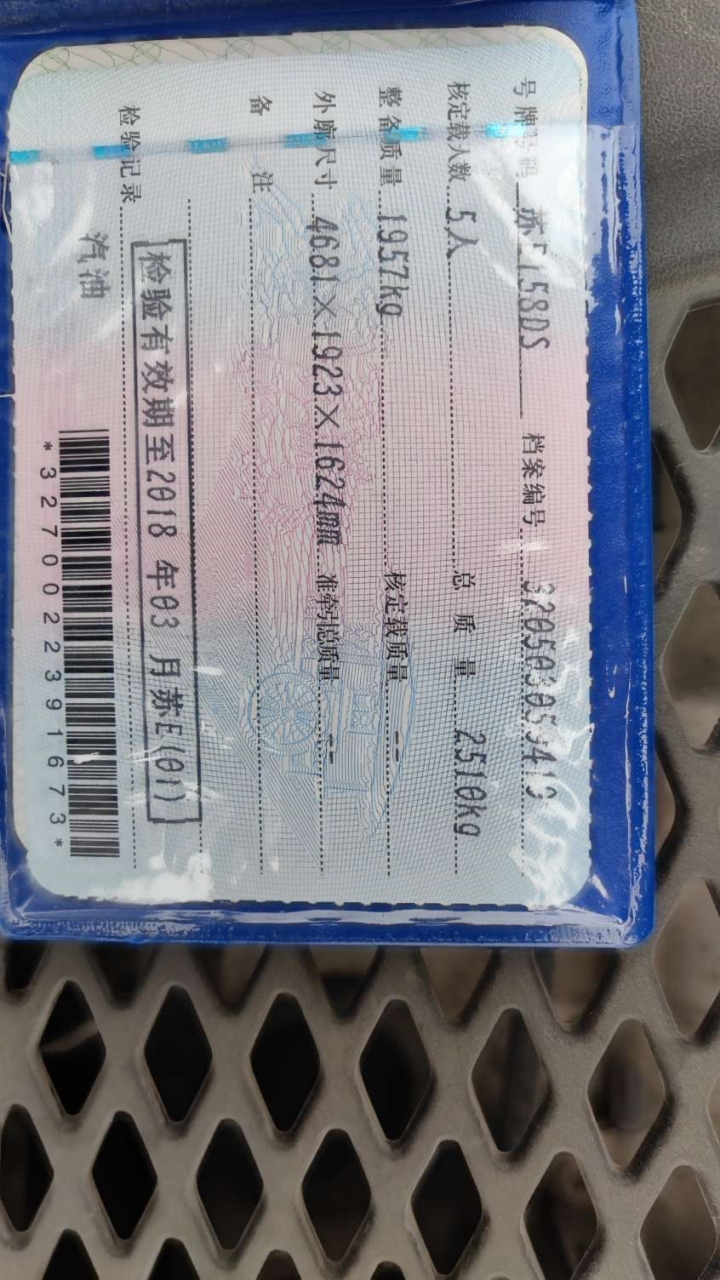 号牌号码 苏E158DS 档案编号 320503053419
核定载人数 5人 总质量 2510kg
整备质量 1957kg 核定载质量 --
外廓尺寸 4681×1923×1624mm 准牵引总质量 --
备注
检验有效期至2018年03月苏E(01)
检验记录
汽油
*3270022391673*